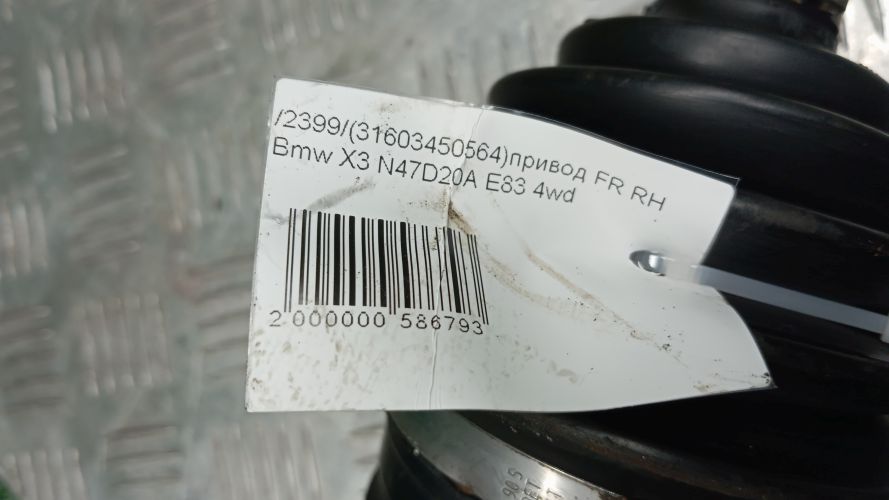 /2399/(31603450564)привод FR RH
Bmw X3 N47D20A E83 4wd
2 000000 586793